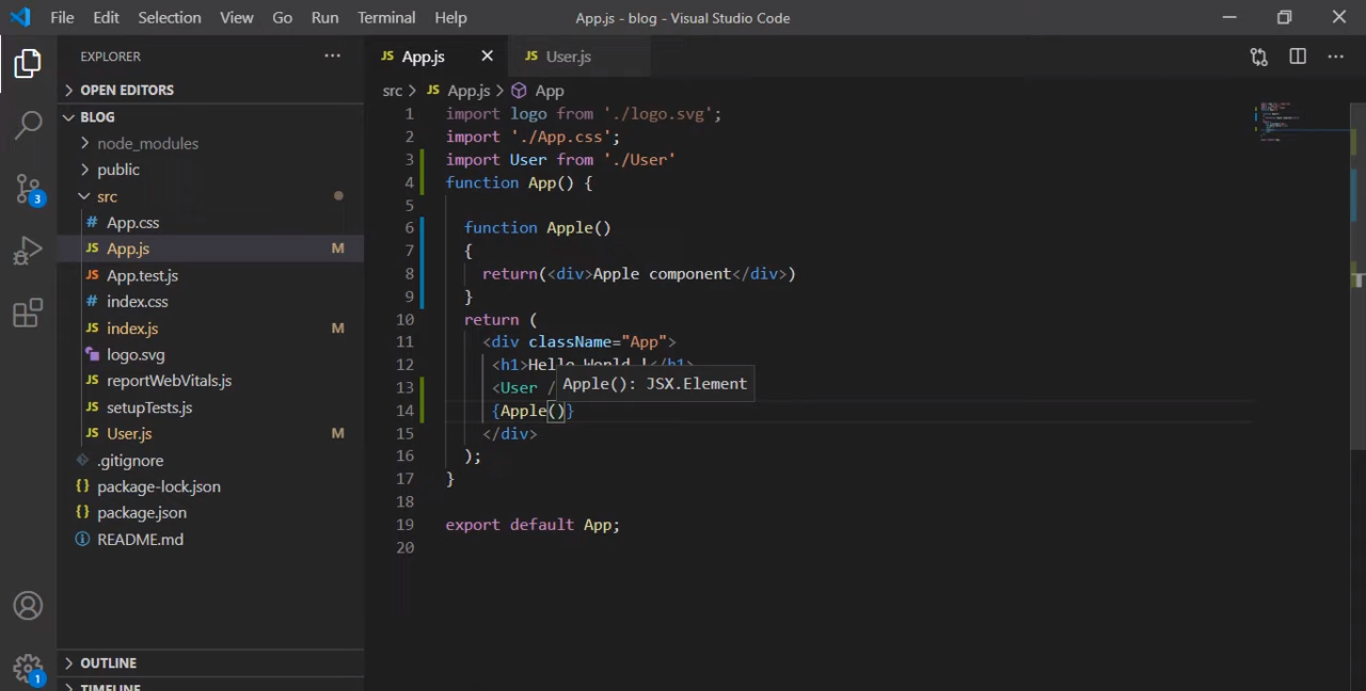 File Edit Selection View Go Run Terminal Help App.js - blog - Visual Studio Code
EXPLORER
OPEN EDITORS
BLOG
node_modules
public
src
# App.css
JS App.js M
JS App.test.js
# index.css
JS index.js M
logo.svg
JS reportWebVitals.js
JS setupTests.js
JS User.js M
.gitignore
{} package-lock.json
{} package.json
README.md
OUTLINE
TIMELINE
3
1
JS App.js JS User.js
src > JS App.js > App
1 import logo from './logo.svg';
2 import './App.css';
3 import User from './User'
4 function App() {
5
6 function Apple()
7 {
8 return(<div>Apple component</div>)
9 }
10 return (
11 <div className="App">
12 <h1>Hello World !</h1>
13 <User /
Apple(): JSX.Element
14 {Apple()}
15 </div>
16 );
17 }
18
19 export default App;
20